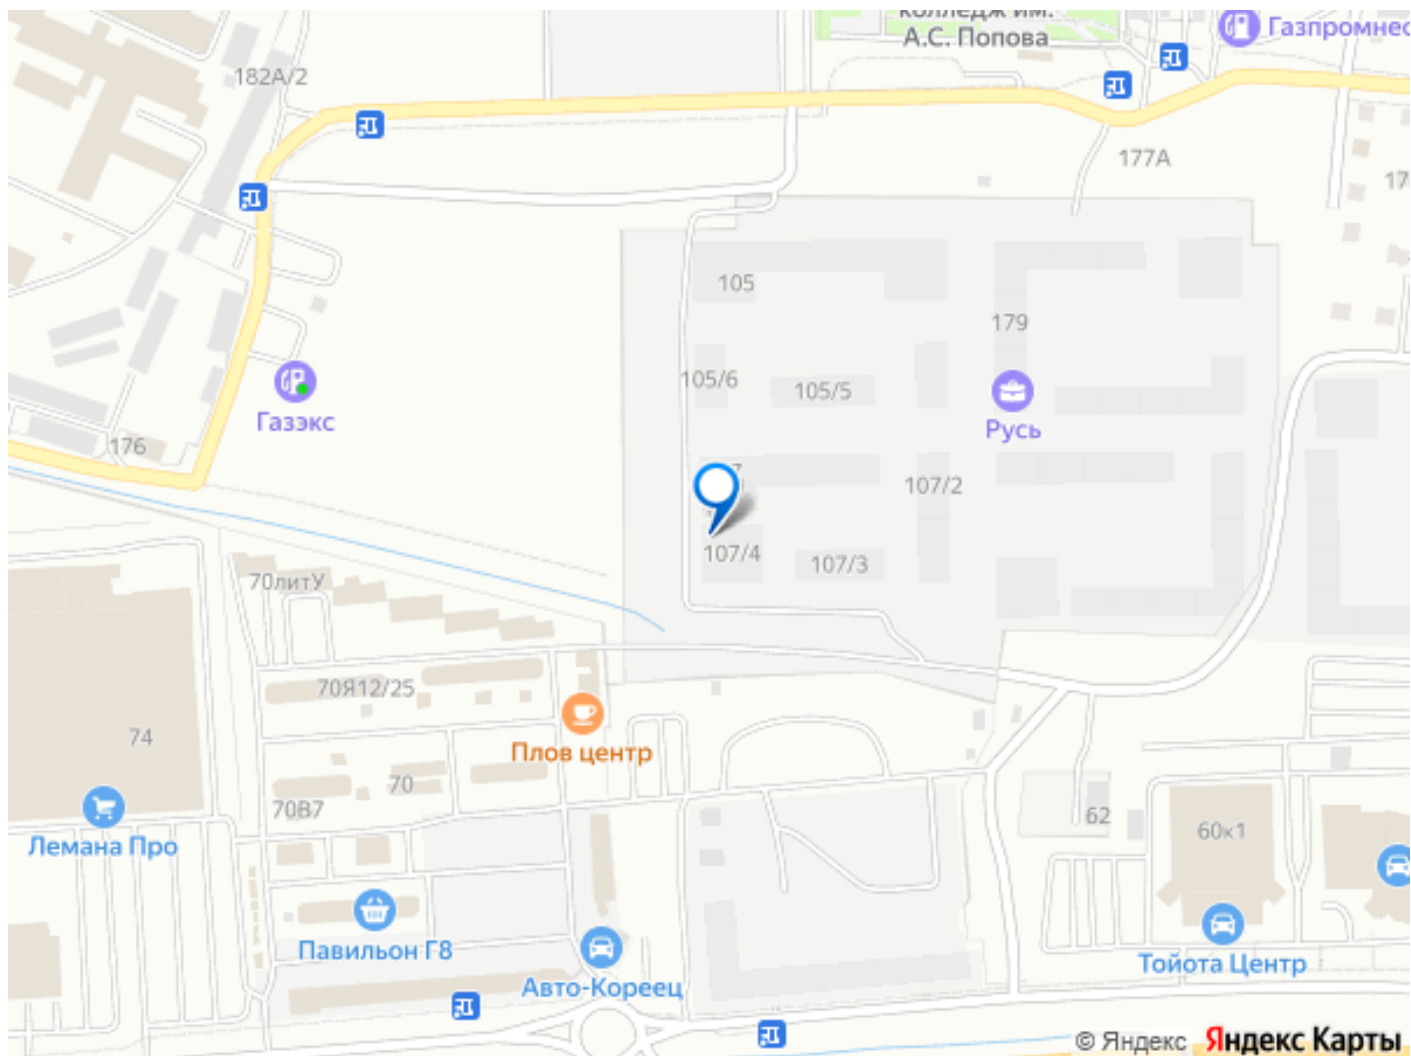 колледж им.
А.С. Попова
Газпромнес
182А/2
177А
17
105
179
105/6
105/5
Газэкс
Русь
176
107/2
107/4
107/3
70литУ
70Я12/25
74
Плов центр
70
70В7
62
60к1
Лемана Про
Павильон Г8
Авто-Кореец
Тойота Центр
© Яндекс Яндекс Карты